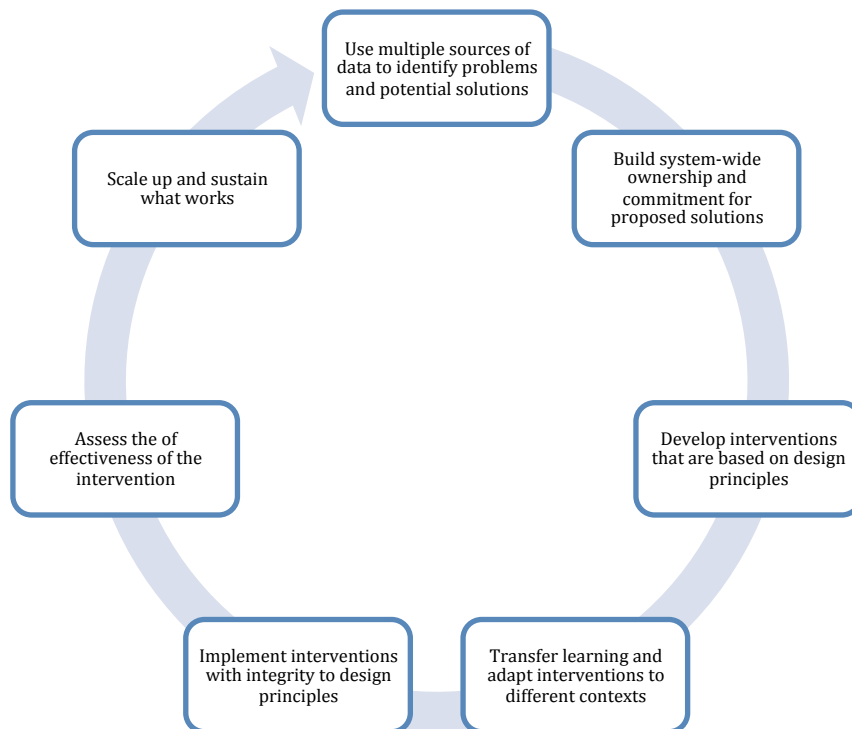 Use multiple sources of
data to identify problems
and potential solutions
Build system-wide
ownership and
commitment for
proposed solutions
Develop interventions
that are based on design
principles
Transfer learning and
adapt interventions to
different contexts
Implement interventions
with integrity to design
principles
Assess the of
effectiveness of the
intervention
Scale up and sustain
what works